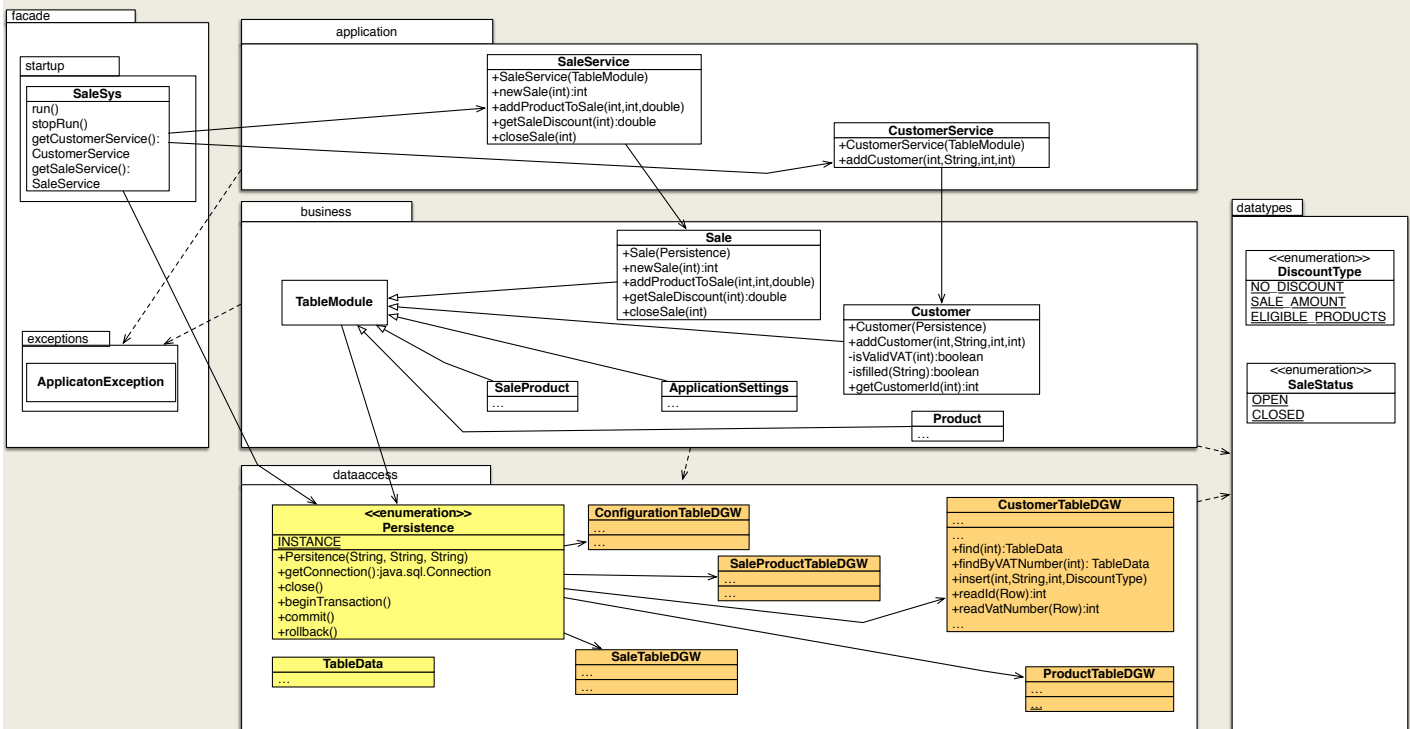 facade
startup
SaleSys
run()
stopRun()
getCustomerService():
CustomerService
getSaleService():
SaleService
exceptions
ApplicatonException
application
SaleService
+SaleService(TableModule)
+newSale(int):int
+addProductToSale(int,int,double)
+getSaleDiscount(int):double
+closeSale(int)
CustomerService
+CustomerService(TableModule)
+addCustomer(int,String,int,int)
business
TableModule
Sale
+Sale(Persistence)
+newSale(int):int
+addProductToSale(int,int,double)
+getSaleDiscount(int):double
+closeSale(int)
Customer
+Customer(Persistence)
+addCustomer(int,String,int,int)
-isValidVAT(int):boolean
-isfilled(String):boolean
+getCustomerId(int):int
SaleProduct
...
ApplicationSettings
...
Product
...
dataaccess
<<enumeration>>
Persistence
INSTANCE
+Persitence(String, String, String)
+getConnection():java.sql.Connection
+close()
+beginTransaction()
+commit()
+rollback()
TableData
...
ConfigurationTableDGW
...
...
SaleProductTableDGW
...
...
SaleTableDGW
...
...
CustomerTableDGW
...
...
+find(int):TableData
+findByVATNumber(int): TableData
+insert(int,String,int,DiscountType)
+readId(Row):int
+readVatNumber(Row):int
...
ProductTableDGW
...
...
datatypes
<<enumeration>>
DiscountType
NO_DISCOUNT
SALE_AMOUNT
ELIGIBLE_PRODUCTS
<<enumeration>>
SaleStatus
OPEN
CLOSED